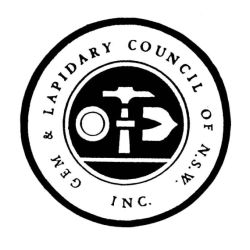 GEM & LAPIDARY COUNCIL OF N.S.W.
INC.